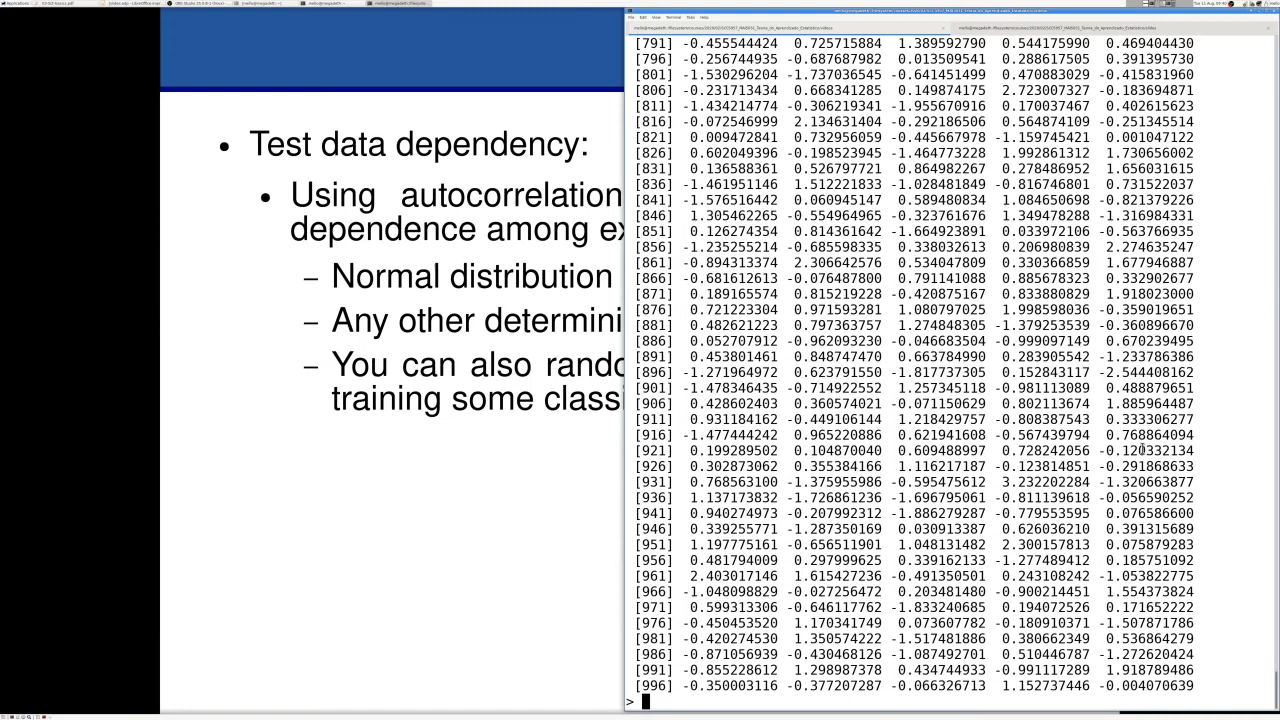 Test data dependency:
Using autocorrelation
dependence among ex
– Normal distribution
– Any other determini
– You can also rando
training some classi
File Edit View Terminal Tabs Help
[791] -0.455544424 0.725715884 1.389592790 0.544175990 0.469404430
[796] -0.256744935 -0.687687982 0.013509541 0.288617505 0.391395730
[801] -1.530296204 -1.737036545 -0.641451499 0.470883029 -0.415831960
[806] -0.231713434 0.668341285 0.149874175 2.723007327 -0.183694871
[811] -1.434214774 -0.306219341 -1.955670916 0.170037467 0.402615623
[816] -0.072546999 2.134631404 -0.292186506 0.564874109 -0.251345514
[821] 0.009472841 0.732956059 -0.445667758 -1.159745421 0.001047122
[826] 0.602049396 -0.198523945 -1.464773228 1.992861312 1.730656002
[831] 0.136588361 0.526797721 0.864982267 0.278486952 1.656031615
[836] -1.461951146 1.512221833 -1.028481849 -0.816746801 0.731522037
[841] -1.576516442 0.060945147 0.589480834 1.084650698 -0.821379226
[846] 1.305462265 -0.554964965 -0.323761676 1.349478288 -1.316984331
[851] 0.126274354 0.814361642 -1.664923891 0.033972106 -0.563766935
[856] -1.235255214 -0.685598335 0.338032613 0.206980839 2.274635247
[861] -0.894313374 2.306642576 0.534047809 0.330366859 1.677946887
[866] -0.681612613 -0.076487800 0.791141088 0.885678323 0.332902677
[871] 0.189165574 0.815219228 -0.420875167 0.833880829 1.918023000
[876] 0.721223304 0.971593281 1.080797025 1.998598036 -0.359019651
[881] 0.482621223 0.797363757 1.274848305 -1.379253539 -0.360896670
[886] 0.052707912 -0.962093230 -0.046683504 -0.999097149 0.670239495
[891] 0.453801461 0.848747470 0.663784990 0.283905542 -1.233786386
[896] -1.271964972 0.623791550 -1.817737305 0.152843117 -2.544408162
[901] -1.478346435 -0.714922552 1.257345118 -0.981113189 0.488879651
[906] 0.428602403 0.360574021 -0.071150629 0.802113674 1.885964487
[911] 0.931184162 -0.449106144 1.218429757 -0.808387543 0.333306277
[916] -1.477444242 0.965220886 0.621941608 -0.567439794 0.768864094
[921] 0.199289502 0.104870040 0.609488997 0.728242056 -0.120332134
[926] 0.302873062 0.355384166 1.116217187 -0.123814851 -0.291868633
[931] 0.768563100 -1.375955986 -0.595475612 3.232202284 -1.320663877
[936] 1.137173832 -1.726861236 -1.696795061 -0.811139618 -0.056590252
[941] 0.940274973 -0.207992312 -1.886279287 -0.779553595 0.076586600
[946] 0.339255771 -1.287350169 0.030913387 0.626036210 0.391315689
[951] 1.197775161 -0.656511901 1.048131482 2.300157813 0.075879283
[956] 0.481794009 0.297999625 0.339162133 -1.277489412 0.185751092
[961] 2.403017146 1.615427236 -0.491350501 0.243108242 -1.053822775
[966] -1.048098829 -0.027256472 0.203481480 -0.900214451 1.554373824
[971] 0.599313306 -0.646117762 -1.833240685 0.194072526 0.171652222
[976] -0.450453520 1.170341749 0.073607782 -0.180910371 -1.507871786
[981] -0.420274530 1.350574222 -1.517481886 0.380662349 0.536864279
[986] -0.871056939 -0.430468126 -1.087492701 0.510446787 -1.272620424
[991] -0.855228612 1.298987378 0.434744933 -0.991117289 1.918789486
[996] -0.350003116 -0.377207287 -0.066326713 1.152737446 -0.004070639
>